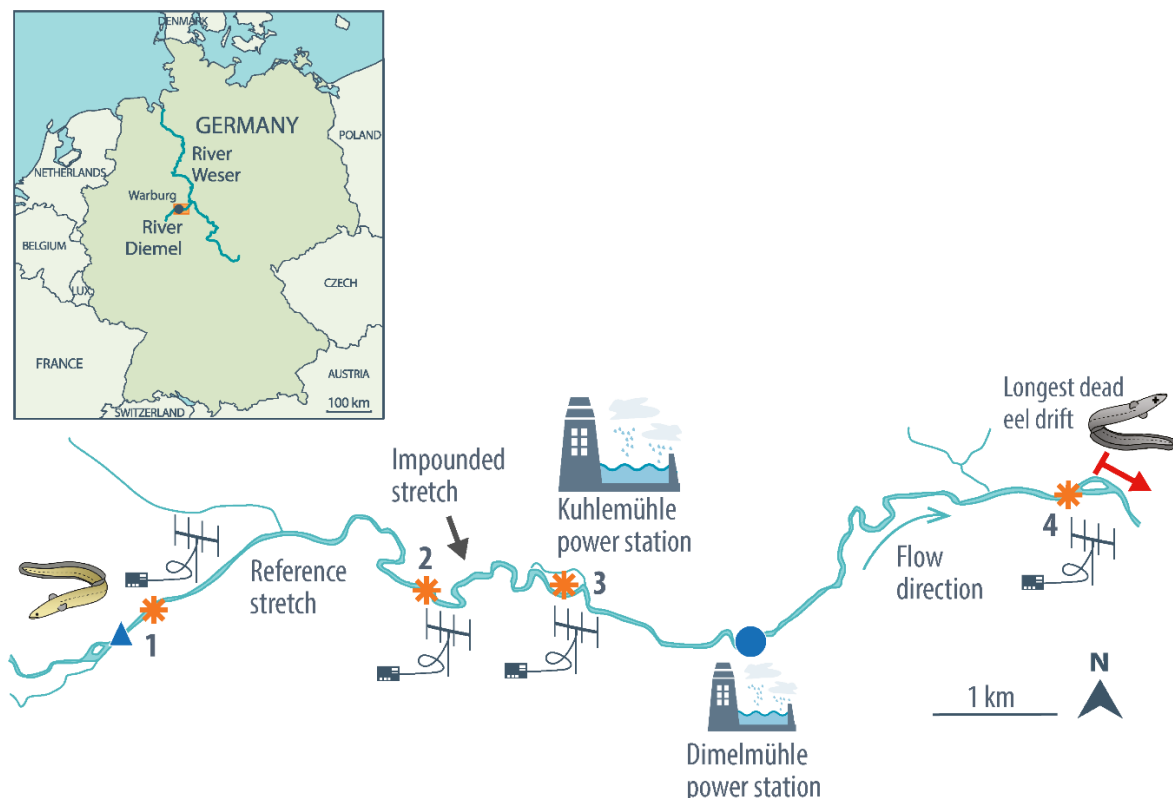 DENMARK
GERMANY
POLAND
River
Weser
NETHERLANDS
Warburg
River
Diemel
BELGIUM
LUX
CZECH
FRANCE
AUSTRIA
SWITZERLAND
100 km
Longest dead
eel drift
Impounded
stretch
Kuhlemühle
power station
4
2
Reference
stretch
3
Flow
direction
1
N
1 km
Dimelmühle
power station